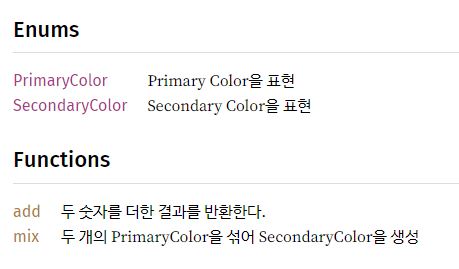 Enums
PrimaryColor Primary Color을 표현
SecondaryColor Secondary Color을 표현
Functions
add 두 숫자를 더한 결과를 반환한다.
mix 두 개의 PrimaryColor을 섞어 SecondaryColor을 생성